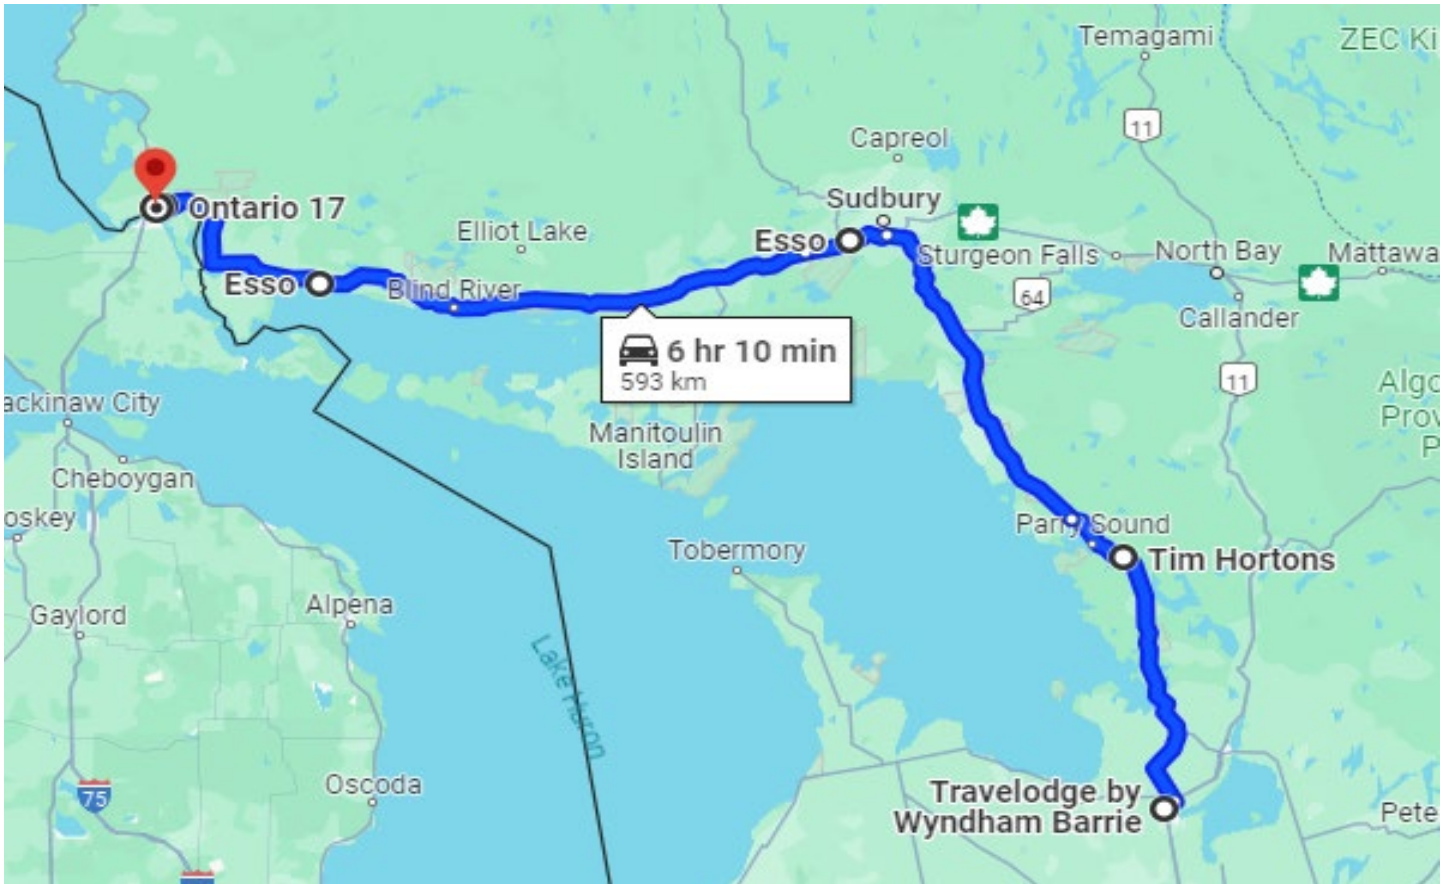 Temagami
ZEC Ki
11
Capreol
Sudbury
Ontario 17
Elliot Lake
Esso
Sturgeon Falls
North Bay
Mattawa
Esso
Blind River
64
Callander
6 hr 10 min
593 km
11
Algo
Prov
P
ackinaw City
Manitoulin
Island
Cheboygan
oskey
Parry Sound
Tobermory
Tim Hortons
Gaylord
Alpena
Lake Huron
75
Oscoda
Travelodge by
Wyndham Barrie
Pete